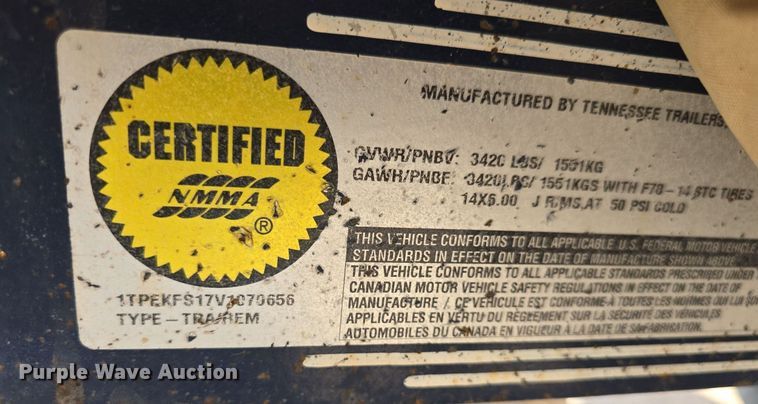 CERTIFIED
NMMA
®
MANUFACTURED BY TENNESSEE TRAILERS,
GVWR/PNBV: 3420 LBS/ 1551KG
GAWR/PNBE: 3420LBS/ 1551KGS WITH F78-14 STC TIRES
14X6.00 J RIMS, AT 50 PSI COLD
THIS VEHICLE CONFORMS TO ALL APPLICABLE U.S. FEDERAL MOTOR VEHICLE
STANDARDS IN EFFECT ON THE DATE OF MANUFACTURE SHOWN ABOVE.
THIS VEHICLE CONFORMS TO ALL APPLICABLE STANDARDS PRESCRIBED UNDER
CANADIAN MOTOR VEHICLE SAFETY REGULATIONS IN EFFECT ON THE DATE OF
MANUFACTURE / CE VEHICULE EST CONFORME A TOUTES LES NORMES QUI LUI
APPLICABLES EN VERTU DU REGLEMENT SUR LA SECURITE DES VEHICLES
AUTOMOBILES DU CANADA EN VIGUEUR A LA DATE DE SA FABRICATION.
1TPEKFS17V1070656
TYPE - TRA/REM
Purple Wave Auction